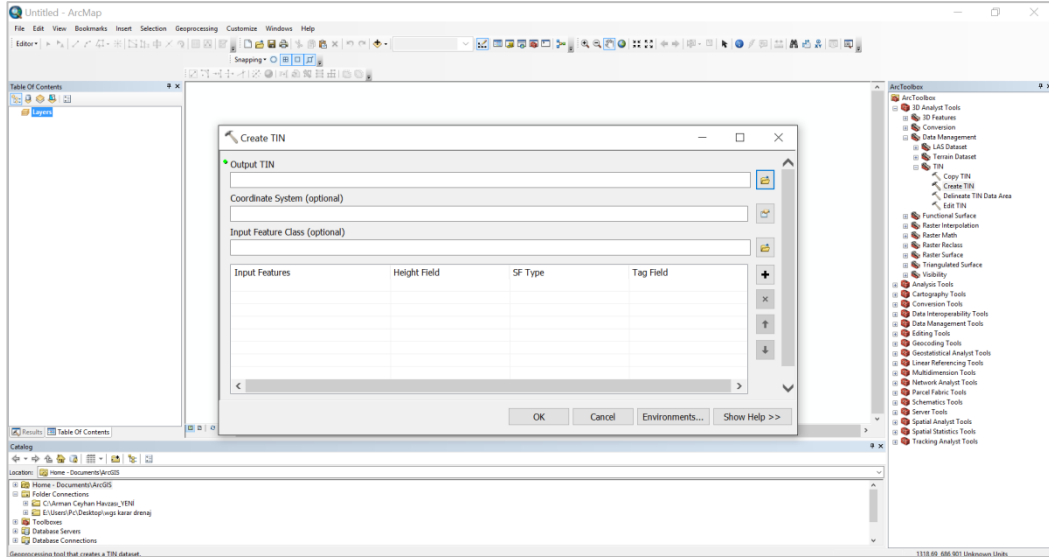 Untitled - ArcMap
File Edit View Bookmarks Insert Selection Geoprocessing Customize Windows Help
Editor
Snapping
Table Of Contents
Layers
Create TIN
Output TIN
Coordinate System (optional)
Input Feature Class (optional)
Input Features Height Field SF Type Tag Field
OK Cancel Environments... Show Help >>
Results Table Of Contents
Catalog
Location: Home - Documents\ArcGIS
Home - Documents\ArcGIS
Folder Connections
C:\Arman Ceyhan Havzası_YENİ
E:\Users\Pc\Desktop\wgs karar drenaj
Toolboxes
Database Servers
Database Connections
Geoprocessing tool that creates a TIN dataset.
ArcToolbox
ArcToolbox
3D Analyst Tools
3D Features
Conversion
Data Management
LAS Dataset
Terrain Dataset
TIN
Copy TIN
Create TIN
Delineate TIN Data Area
Edit TIN
Functional Surface
Raster Interpolation
Raster Math
Raster Reclass
Raster Surface
Triangulated Surface
Visibility
Analysis Tools
Cartography Tools
Conversion Tools
Data Interoperability Tools
Data Management Tools
Editing Tools
Geocoding Tools
Geostatistical Analyst Tools
Linear Referencing Tools
Multidimension Tools
Network Analyst Tools
Parcel Fabric Tools
Schematics Tools
Server Tools
Spatial Analyst Tools
Spatial Statistics Tools
Tracking Analyst Tools
1318,69 686,901 Unknown Units